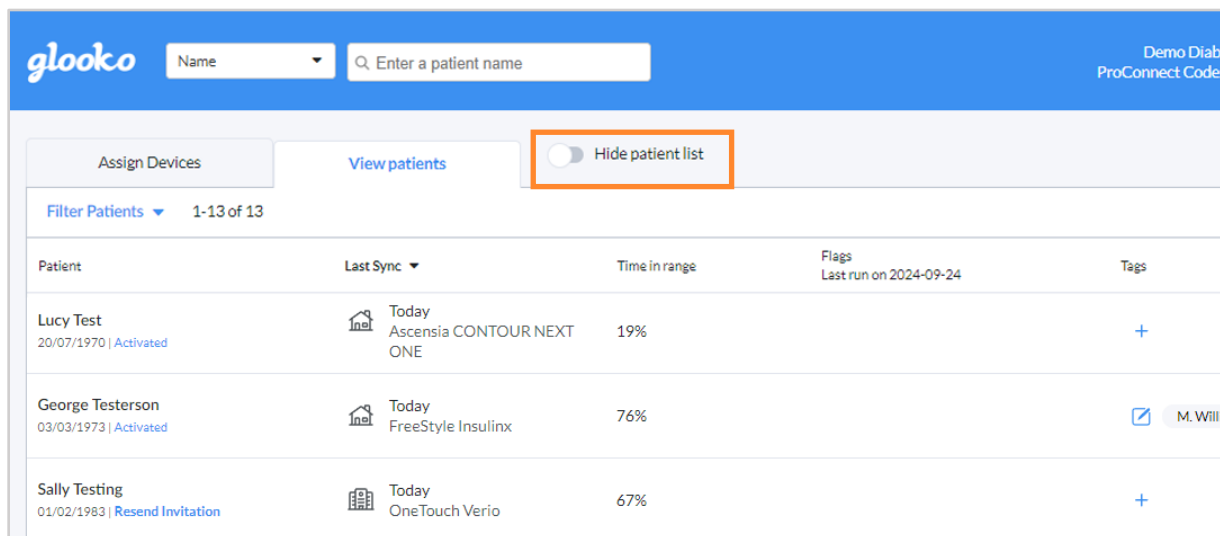 glooko
Name
Enter a patient name
Demo Diab
ProConnect Code
Assign Devices
View patients
Hide patient list
Filter Patients
1-13 of 13
Patient
Last Sync
Time in range
Flags
Last run on 2024-09-24
Tags
Lucy Test
20/07/1970 | Activated
Today
Ascensia CONTOUR NEXT
ONE
19%
+
George Testerson
03/03/1973 | Activated
Today
FreeStyle Insulinx
76%
M. Will
Sally Testing
01/02/1983 | Resend Invitation
Today
OneTouch Verio
67%
+